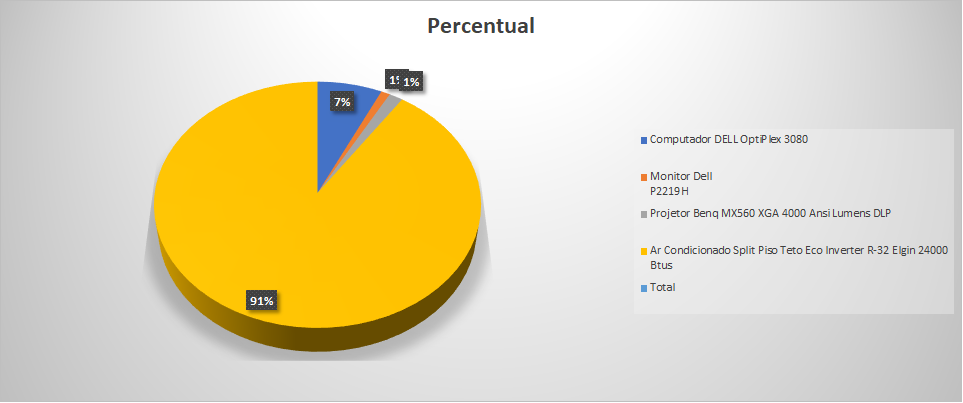 Percentual
7%
1%
1%
91%
Computador DELL OptiPlex 3080
Monitor Dell
P2219H
Projetor Benq MX560 XGA 4000 Ansi Lumens DLP
Ar Condicionado Split Piso Teto Eco Inverter R-32 Elgin 24000
Btus
Total